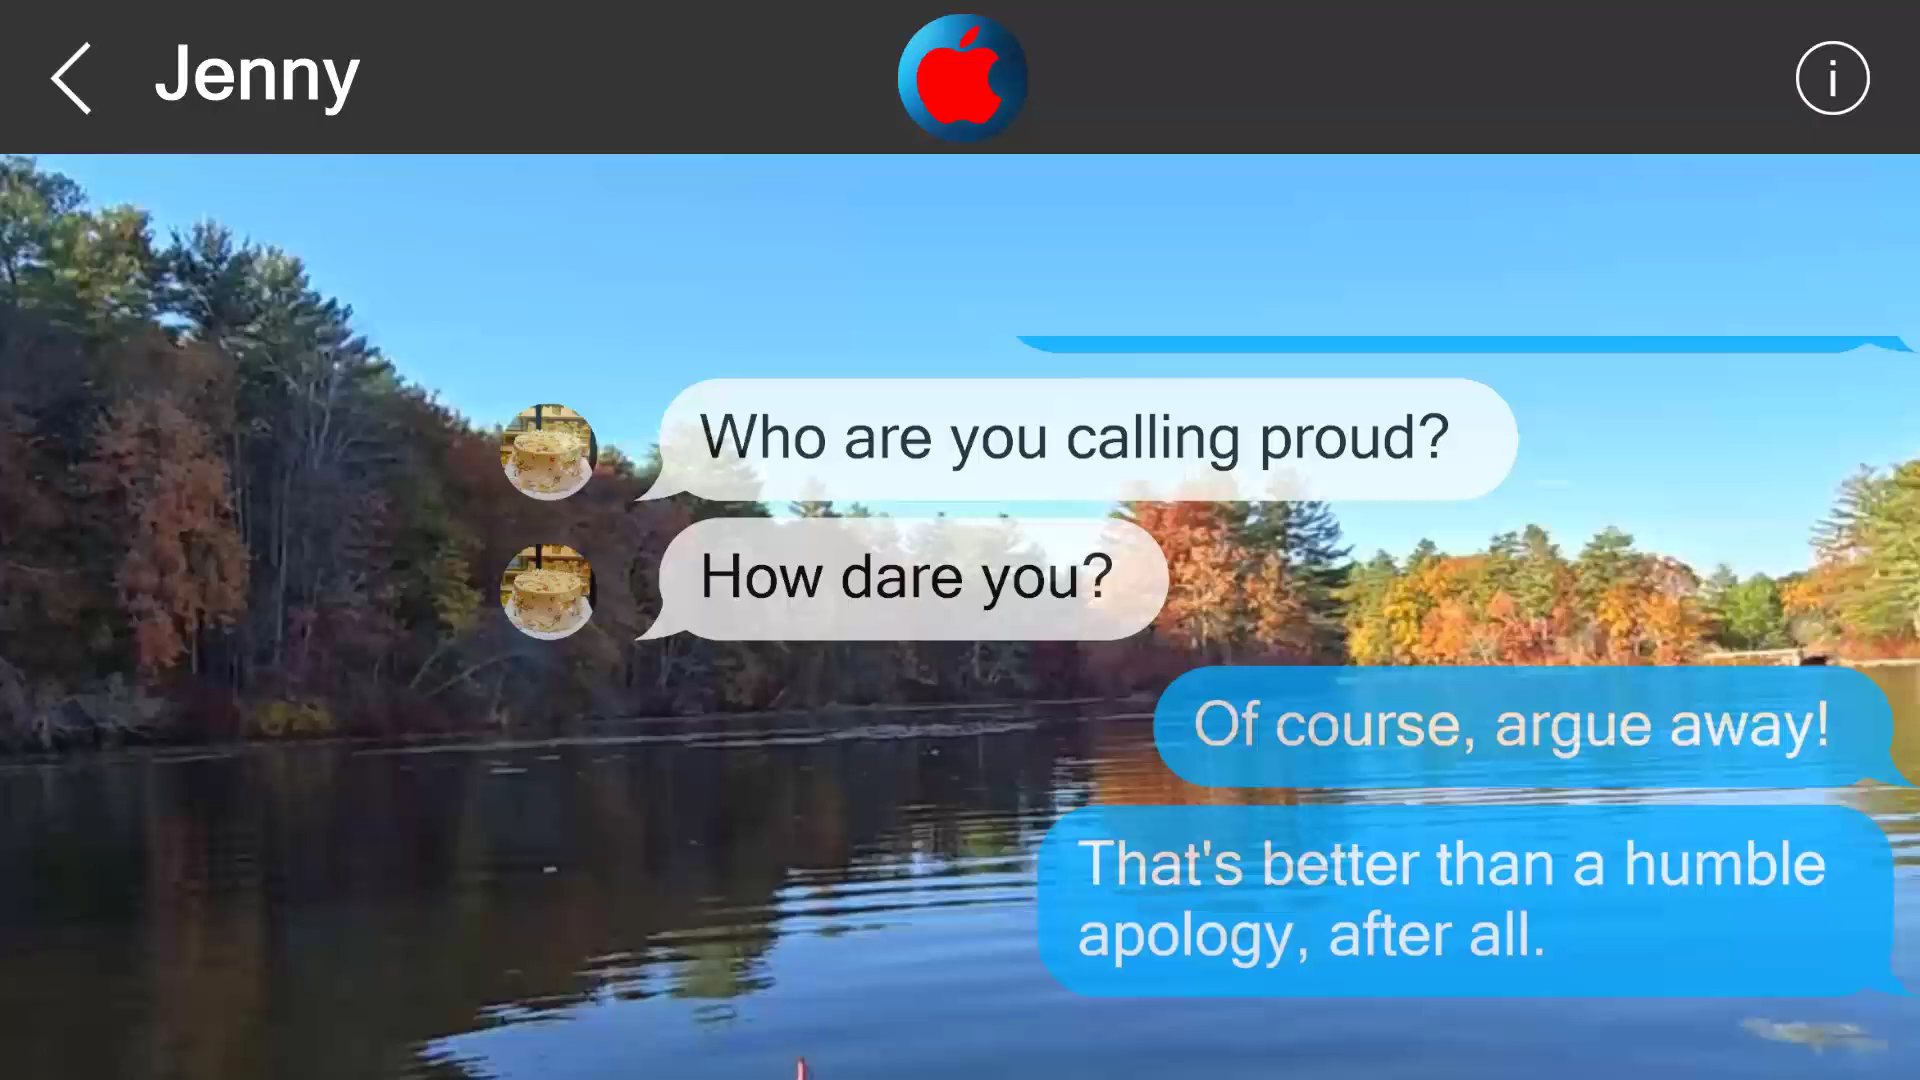 Jenny
i
Who are you calling proud?
How dare you?
Of course, argue away!
That's better than a humble
apology, after all.